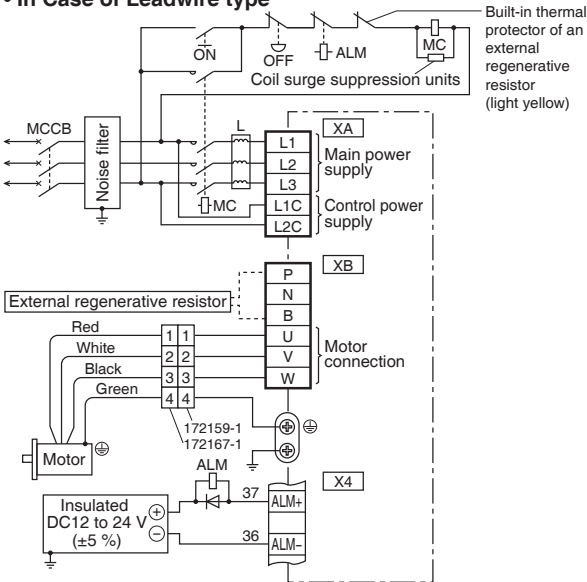 • In Case of Leadwire type
Built-in thermal
protector of an
external
regenerative
resistor
(light yellow)
ON
OFF
ALM
MC
Coil surge suppression units
MCCB
Noise filter
L
MC
XA
L1
L2
L3
L1C
L2C
Main power
supply
Control power
supply
XB
P
N
B
U
V
W
External regenerative resistor
Motor
connection
Red
White
Black
Green
1 1
2 2
3 3
4 4
172159-1
172167-1
Motor
ALM
X4
Insulated
DC12 to 24 V
(±5 %)
+
−
37
ALM+
36
ALM−